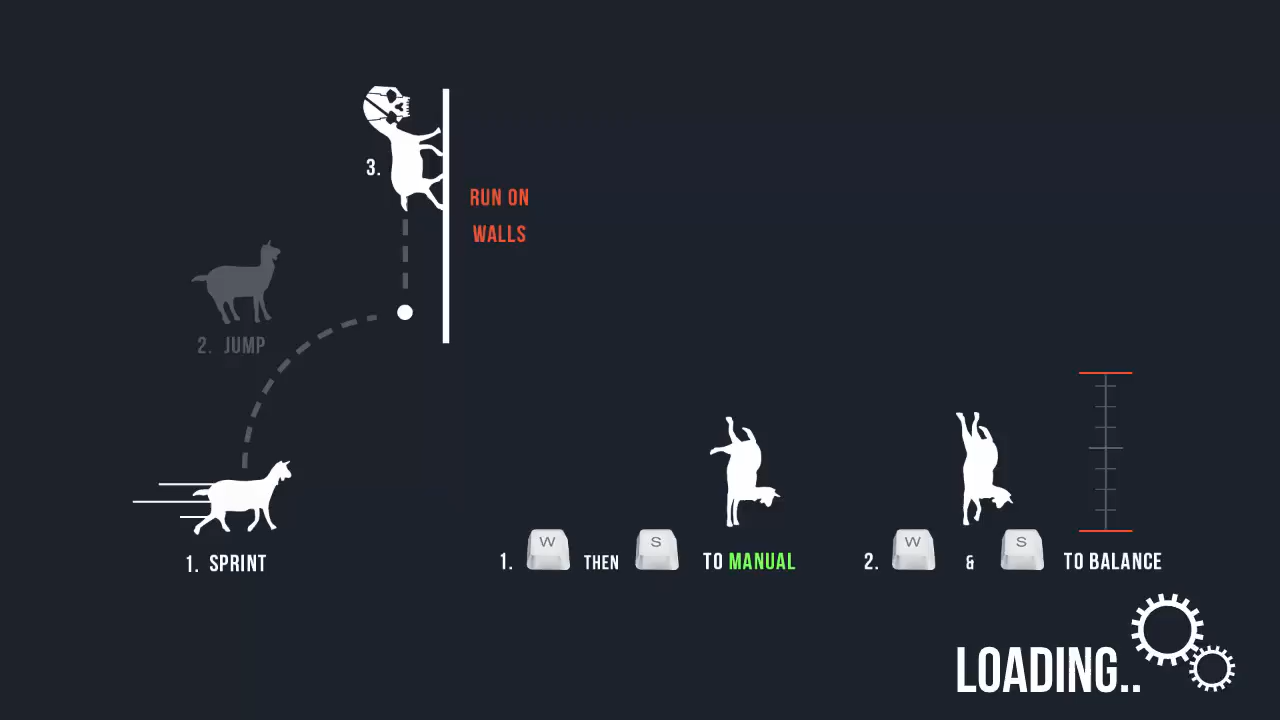 3.
RUN ON
WALLS
2. JUMP
1. SPRINT
1. W THEN S TO MANUAL
2. W & S TO BALANCE
LOADING..